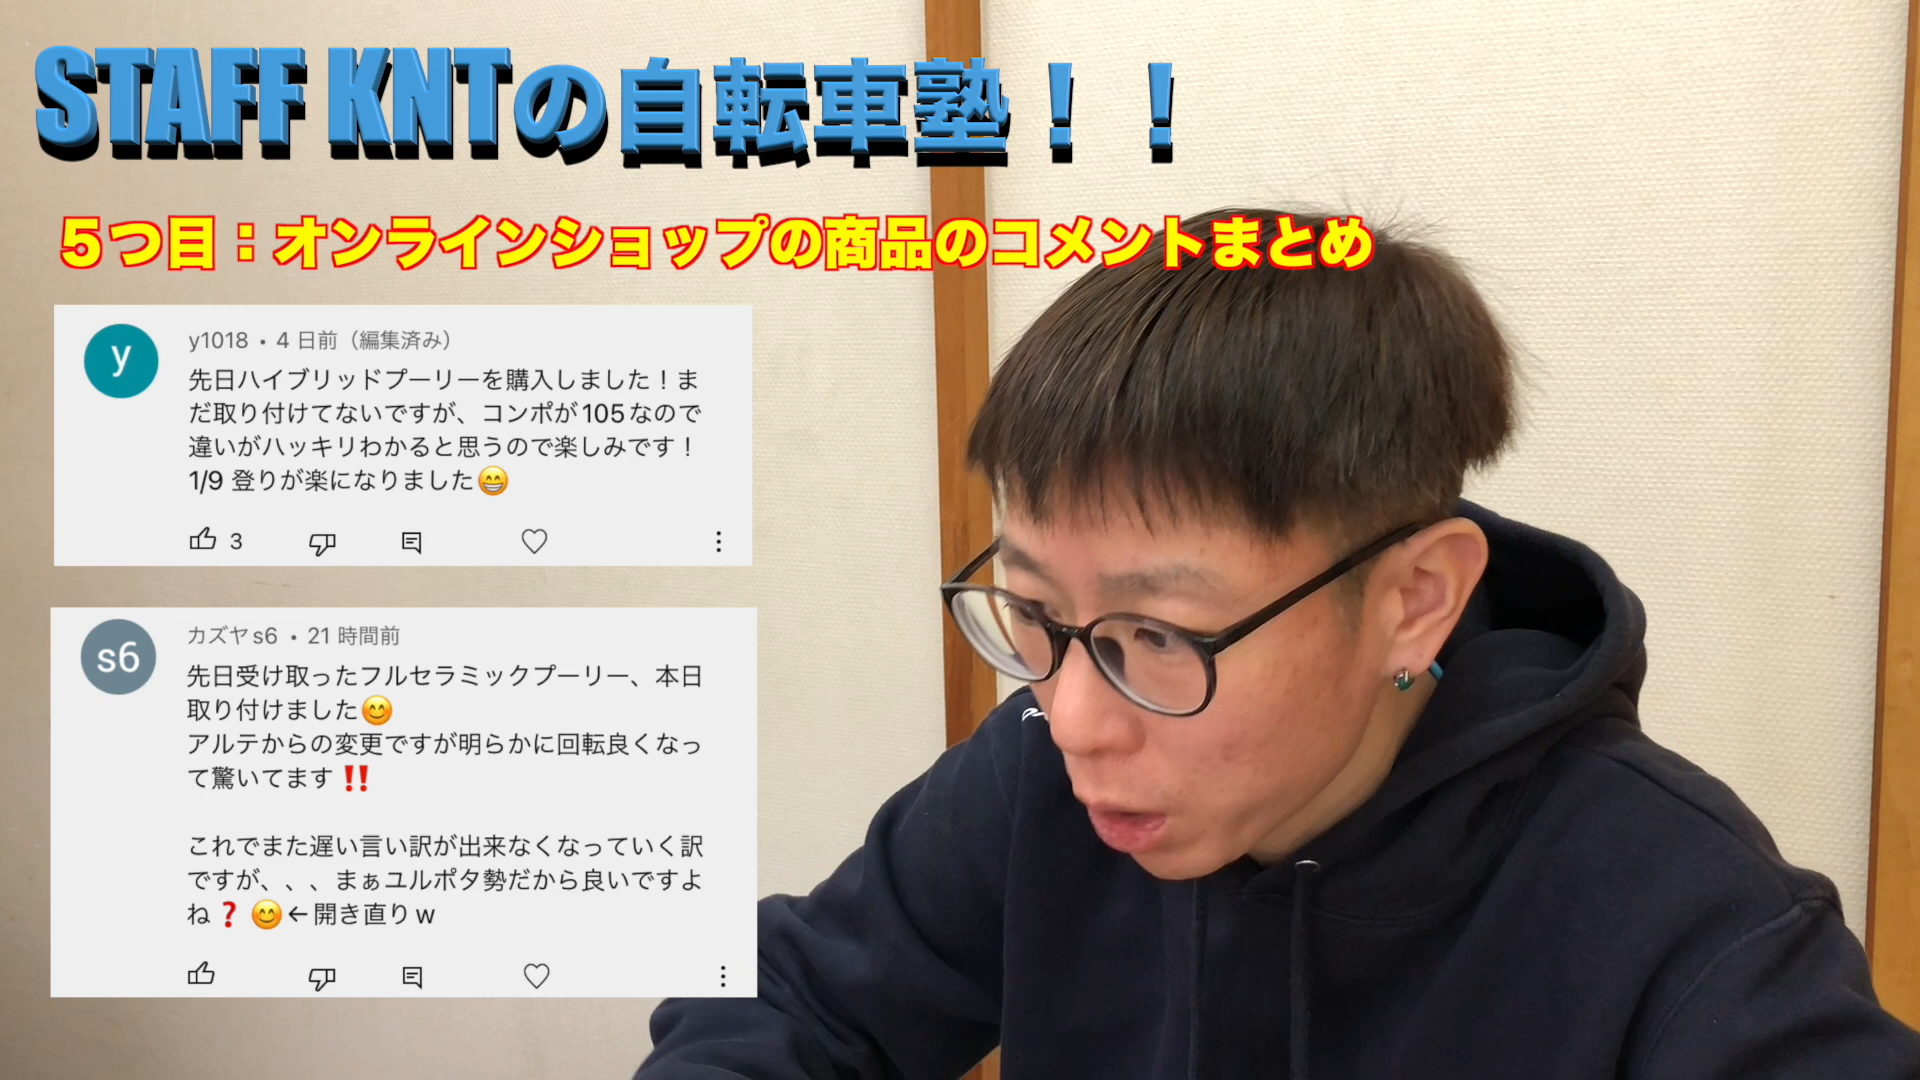 STAFF KNTの自転車塾！！
５つ目：オンラインショップの商品のコメントまとめ
y
y1018 • 4 日前（編集済み）
先日ハイブリッドプーリーを購入しました！ま
だ取り付けてないですが、コンポが105なので
違いがハッキリわかると思うので楽しみです！
1/9 登りが楽になりました😁
3
s6
カズヤs6 • 21 時間前
先日受け取ったフルセラミックプーリー、本日
取り付けました😊
アルテからの変更ですが明らかに回転良くなっ
て驚いてます‼️
これでまた遅い言い訳が出来なくなっていく訳
ですが、、、まぁユルポタ勢だから良いですよ
ね❓😊←開き直りw